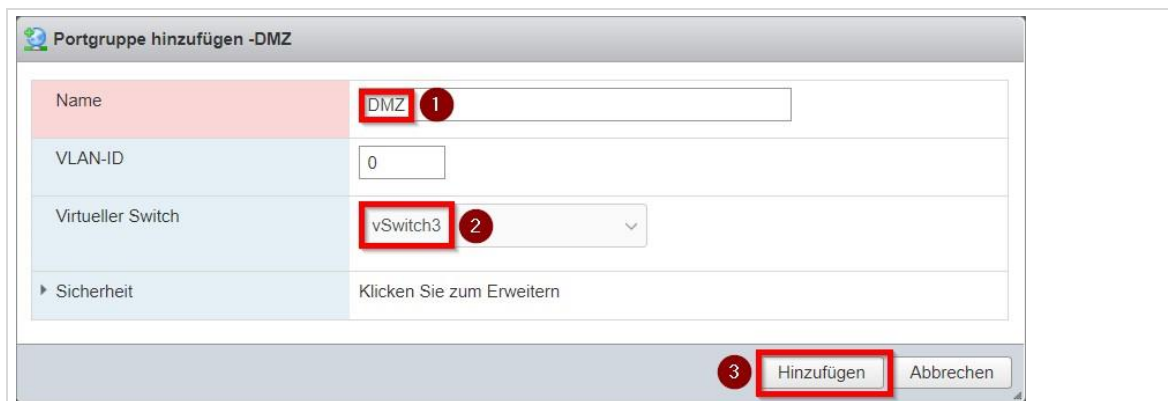 Portgruppe hinzufügen -DMZ
Name DMZ 1
VLAN-ID 0
Virtueller Switch vSwitch3 2
Sicherheit Klicken Sie zum Erweitern
3 Hinzufügen Abbrechen